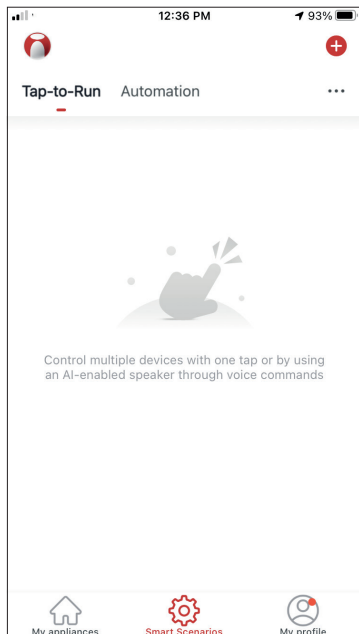 12:36 PM
93%
Tap-to-Run
Automation
Control multiple devices with one tap or by using
an AI-enabled speaker through voice commands
My appliances
Smart Scenarios
My profile